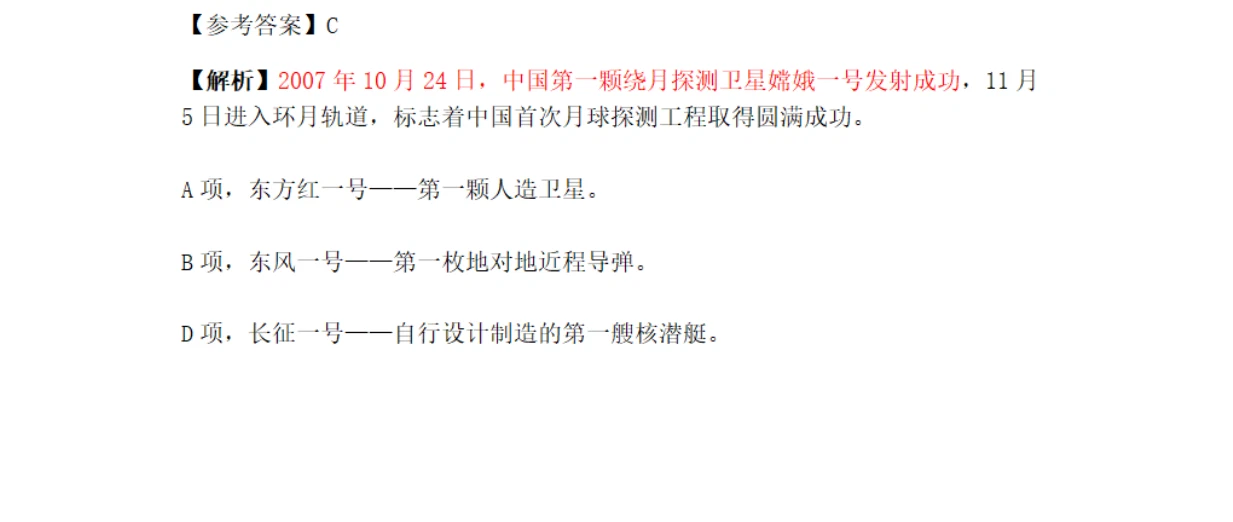 【参考答案】C
【解析】2007 年 10 月 24 日，中国第一颗绕月探测卫星嫦娥一号发射成功，11 月
5 日进入环月轨道，标志着中国首次月球探测工程取得圆满成功。
A 项，东方红一号——第一颗人造卫星。
B 项，东风一号——第一枚地对地近程导弹。
D 项，长征一号——自行设计制造的第一艘核潜艇。